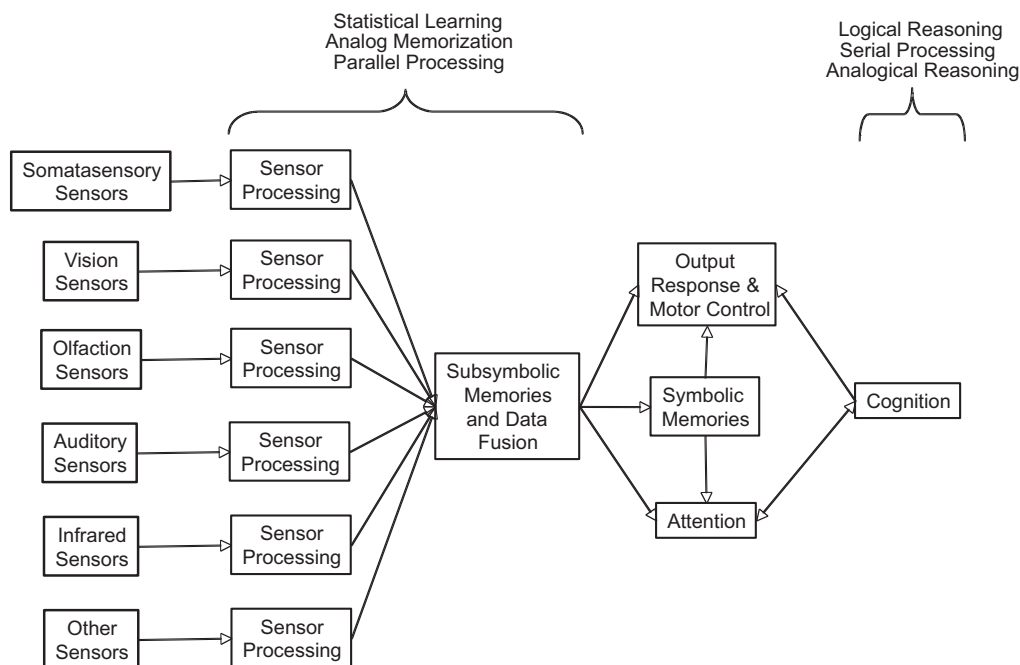 Statistical Learning
Analog Memorization
Parallel Processing
Logical Reasoning
Serial Processing
Analogical Reasoning
Somatasensory
Sensors
Sensor
Processing
Vision
Sensors
Sensor
Processing
Olfaction
Sensors
Sensor
Processing
Auditory
Sensors
Sensor
Processing
Infrared
Sensors
Sensor
Processing
Other
Sensors
Sensor
Processing
Subsymbolic
Memories
and Data
Fusion
Output
Response &
Motor Control
Symbolic
Memories
Attention
Cognition